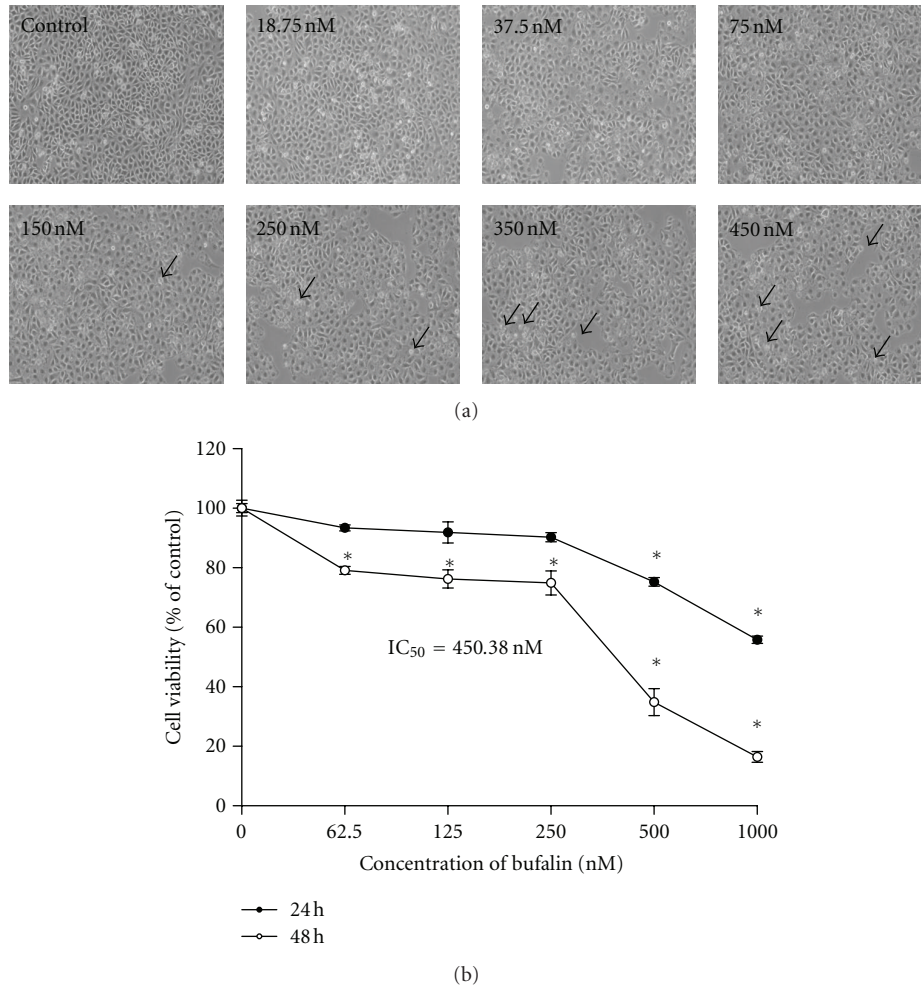 Control
18.75 nM
37.5 nM
75 nM
150 nM
250 nM
350 nM
450 nM
(a)
120
100
80
60
40
20
0
Cell viability (% of control)
*
*
*
*
*
*
*
IC₅₀ = 450.38 nM
0 62.5 125 250 500 1000
Concentration of bufalin (nM)
24 h
48 h
(b)